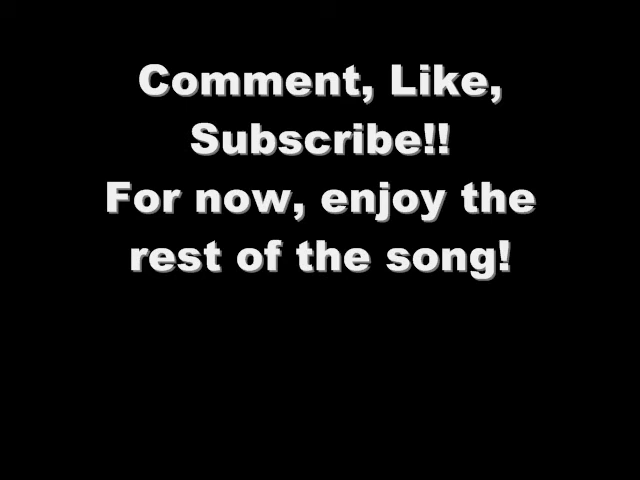 Comment, Like,
Subscribe!!
For now, enjoy the
rest of the song!